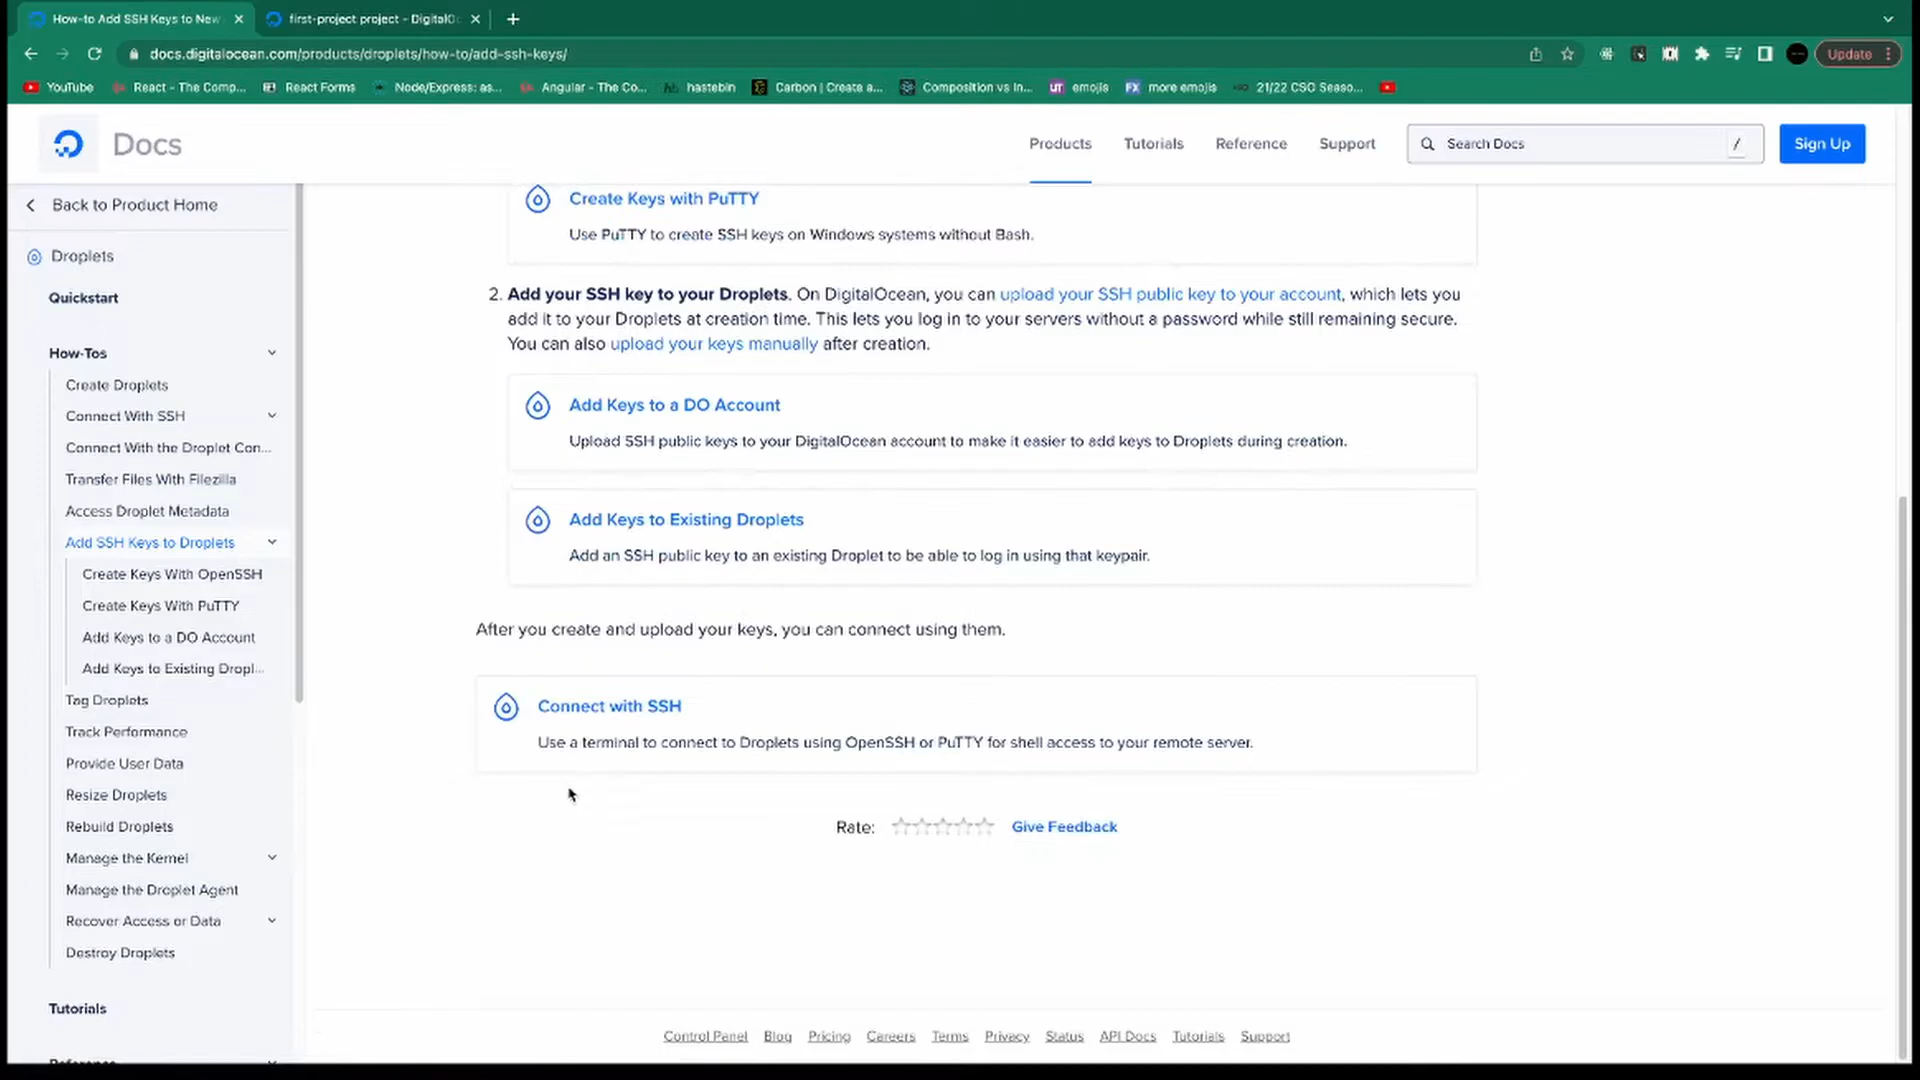 How-to Add SSH Keys to New
first-project project - DigitalOc
docs.digitalocean.com/products/droplets/how-to/add-ssh-keys/
Update
YouTube
React - The Comp...
React Forms
Node/Express: as...
Angular - The Co...
hastebin
Carbon | Create a...
Composition vs In...
emojis
more emojis
21/22 CSO Seaso...
Docs
Products
Tutorials
Reference
Support
Search Docs
/
Sign Up
Back to Product Home
Droplets
Quickstart
How-Tos
Create Droplets
Connect With SSH
Connect With the Droplet Con...
Transfer Files With Filezilla
Access Droplet Metadata
Add SSH Keys to Droplets
Create Keys With OpenSSH
Create Keys With PuTTY
Add Keys to a DO Account
Add Keys to Existing Dropl...
Tag Droplets
Track Performance
Provide User Data
Resize Droplets
Rebuild Droplets
Manage the Kernel
Manage the Droplet Agent
Recover Access or Data
Destroy Droplets
Tutorials
Reference
Create Keys with PuTTY
Use PuTTY to create SSH keys on Windows systems without Bash.
2. Add your SSH key to your Droplets. On DigitalOcean, you can upload your SSH public key to your account, which lets you
add it to your Droplets at creation time. This lets you log in to your servers without a password while still remaining secure.
You can also upload your keys manually after creation.
Add Keys to a DO Account
Upload SSH public keys to your DigitalOcean account to make it easier to add keys to Droplets during creation.
Add Keys to Existing Droplets
Add an SSH public key to an existing Droplet to be able to log in using that keypair.
After you create and upload your keys, you can connect using them.
Connect with SSH
Use a terminal to connect to Droplets using OpenSSH or PuTTY for shell access to your remote server.
Rate:
Give Feedback
Control Panel
Blog
Pricing
Careers
Terms
Privacy
Status
API Docs
Tutorials
Support